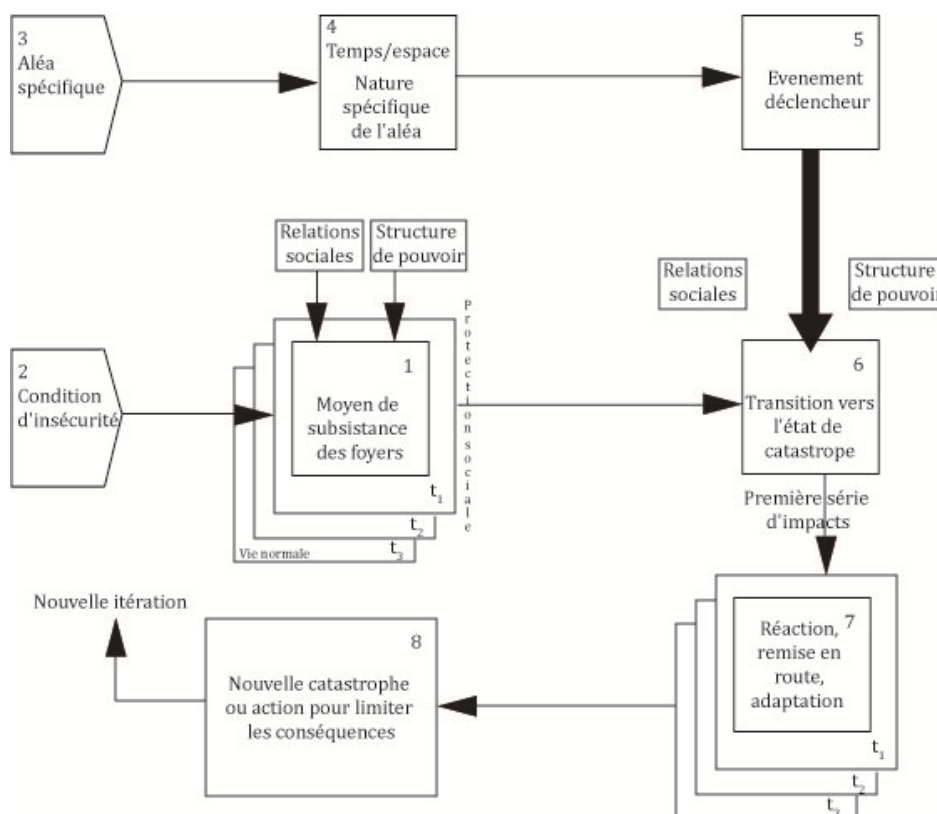 3
Aléa
spécifique
4
Temps/espace
Nature
spécifique
de l'aléa
5
Evenement
déclencheur
Relations
sociales
Structure
de pouvoir
Relations
sociales
Structure
de pouvoir
2
Condition
d'insécurité
1
Moyen de
subsistance
des foyers
t1
t2
t3
Vie normale
Protection sociale
6
Transition vers
l'état de
catastrope
Première série
d'impacts
7
Réaction,
remise en
route,
adaptation
t1
t2
t3
8
Nouvelle catastrophe
ou action pour limiter
les conséquences
Nouvelle itération